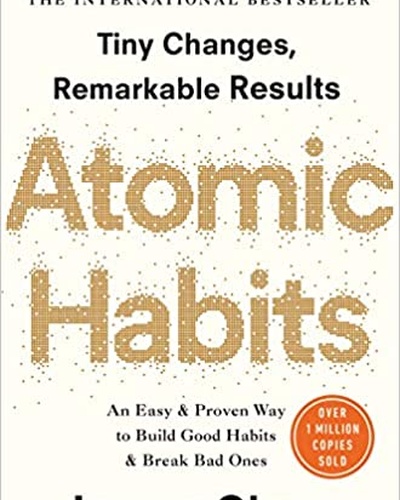 THE INTERNATIONAL BESTSELLER
Tiny Changes,
Remarkable Results
Atomic
Habits
An Easy & Proven Way
to Build Good Habits
& Break Bad Ones
OVER
1 MILLION
COPIES
SOLD